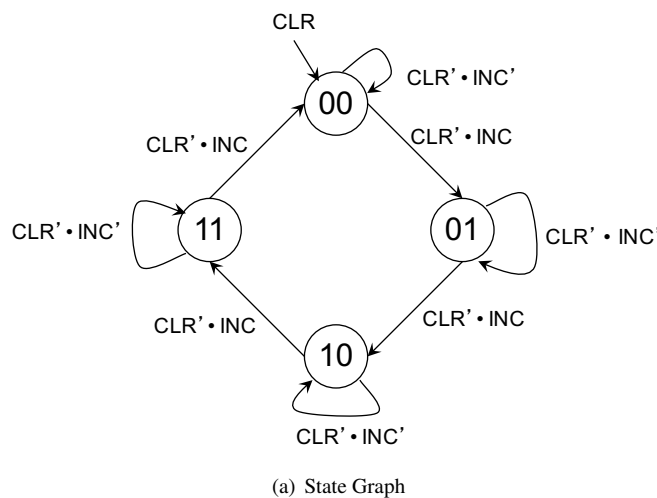 CLR
00
CLR’•INC’
CLR’•INC
CLR’•INC
CLR’•INC’
11
01
CLR’•INC’
CLR’•INC
CLR’•INC
10
CLR’•INC’
(a) State Graph